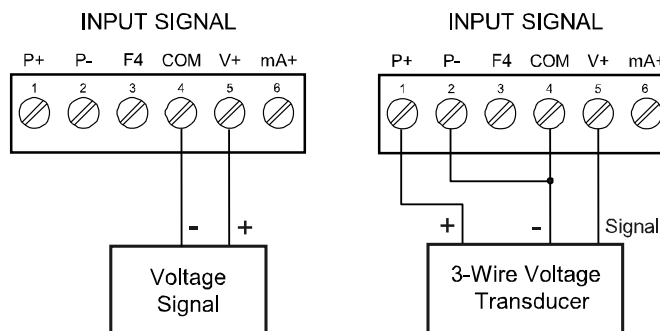 INPUT SIGNAL
P+ P- F4 COM V+ mA+
1 2 3 4 5 6
- +
Voltage
Signal
INPUT SIGNAL
P+ P- F4 COM V+ mA+
1 2 3 4 5 6
+ - Signal
3-Wire Voltage
Transducer